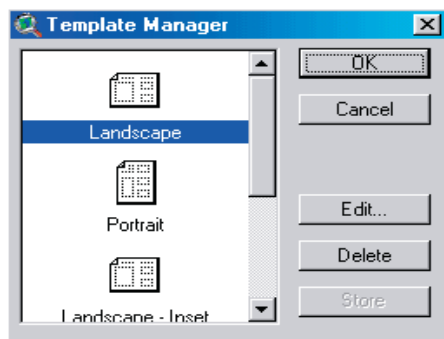 Template Manager
OK
Landscape
Cancel
Portrait
Edit...
Delete
Landscape - Inset
Store